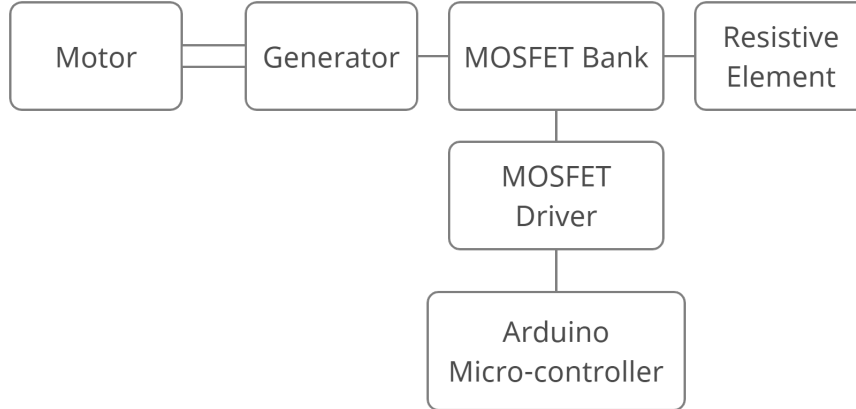 Motor
Generator
MOSFET Bank
Resistive
Element
MOSFET
Driver
Arduino
Micro-controller